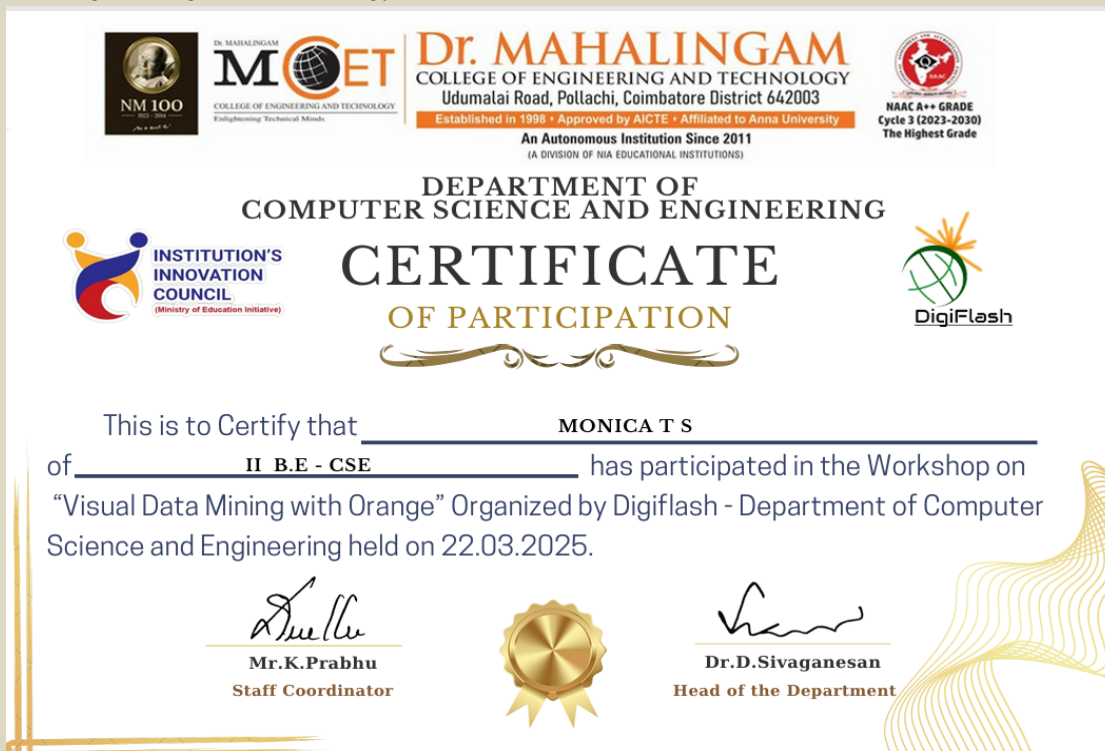 NM 100
1923 - 2014
Dr. MAHALINGAM
MCET
COLLEGE OF ENGINEERING AND TECHNOLOGY
Enlightening Technical Minds
Dr. MAHALINGAM
COLLEGE OF ENGINEERING AND TECHNOLOGY
Udumalai Road, Pollachi, Coimbatore District 642003
Established in 1998 • Approved by AICTE • Affiliated to Anna University
An Autonomous Institution Since 2011
(A DIVISION OF NIA EDUCATIONAL INSTITUTIONS)
NAAC
NAAC A++ GRADE
Cycle 3 (2023-2030)
The Highest Grade
DEPARTMENT OF
COMPUTER SCIENCE AND ENGINEERING
INSTITUTION'S
INNOVATION
COUNCIL
(Ministry of Education Initiative)
CERTIFICATE
OF PARTICIPATION
DigiFlash
This is to Certify that MONICA T S
of II B.E - CSE has participated in the Workshop on
“Visual Data Mining with Orange” Organized by Digiflash - Department of Computer
Science and Engineering held on 22.03.2025.
Mr.K.Prabhu
Staff Coordinator
Dr.D.Sivaganesan
Head of the Department